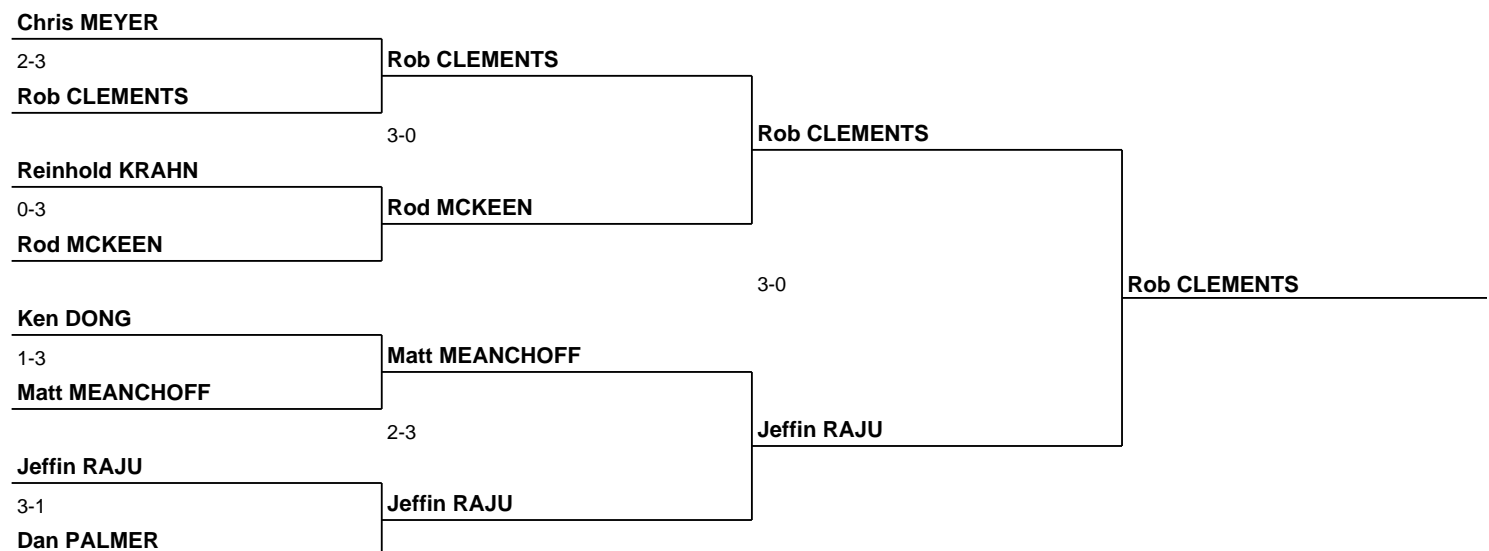 Chris MEYER
2-3
Rob CLEMENTS
Rob CLEMENTS
3-0
Rob CLEMENTS
Reinhold KRAHN
0-3
Rod MCKEEN
Rod MCKEEN
3-0
Rob CLEMENTS
Ken DONG
1-3
Matt MEANCHOFF
Matt MEANCHOFF
2-3
Jeffin RAJU
Jeffin RAJU
3-1
Jeffin RAJU
Dan PALMER